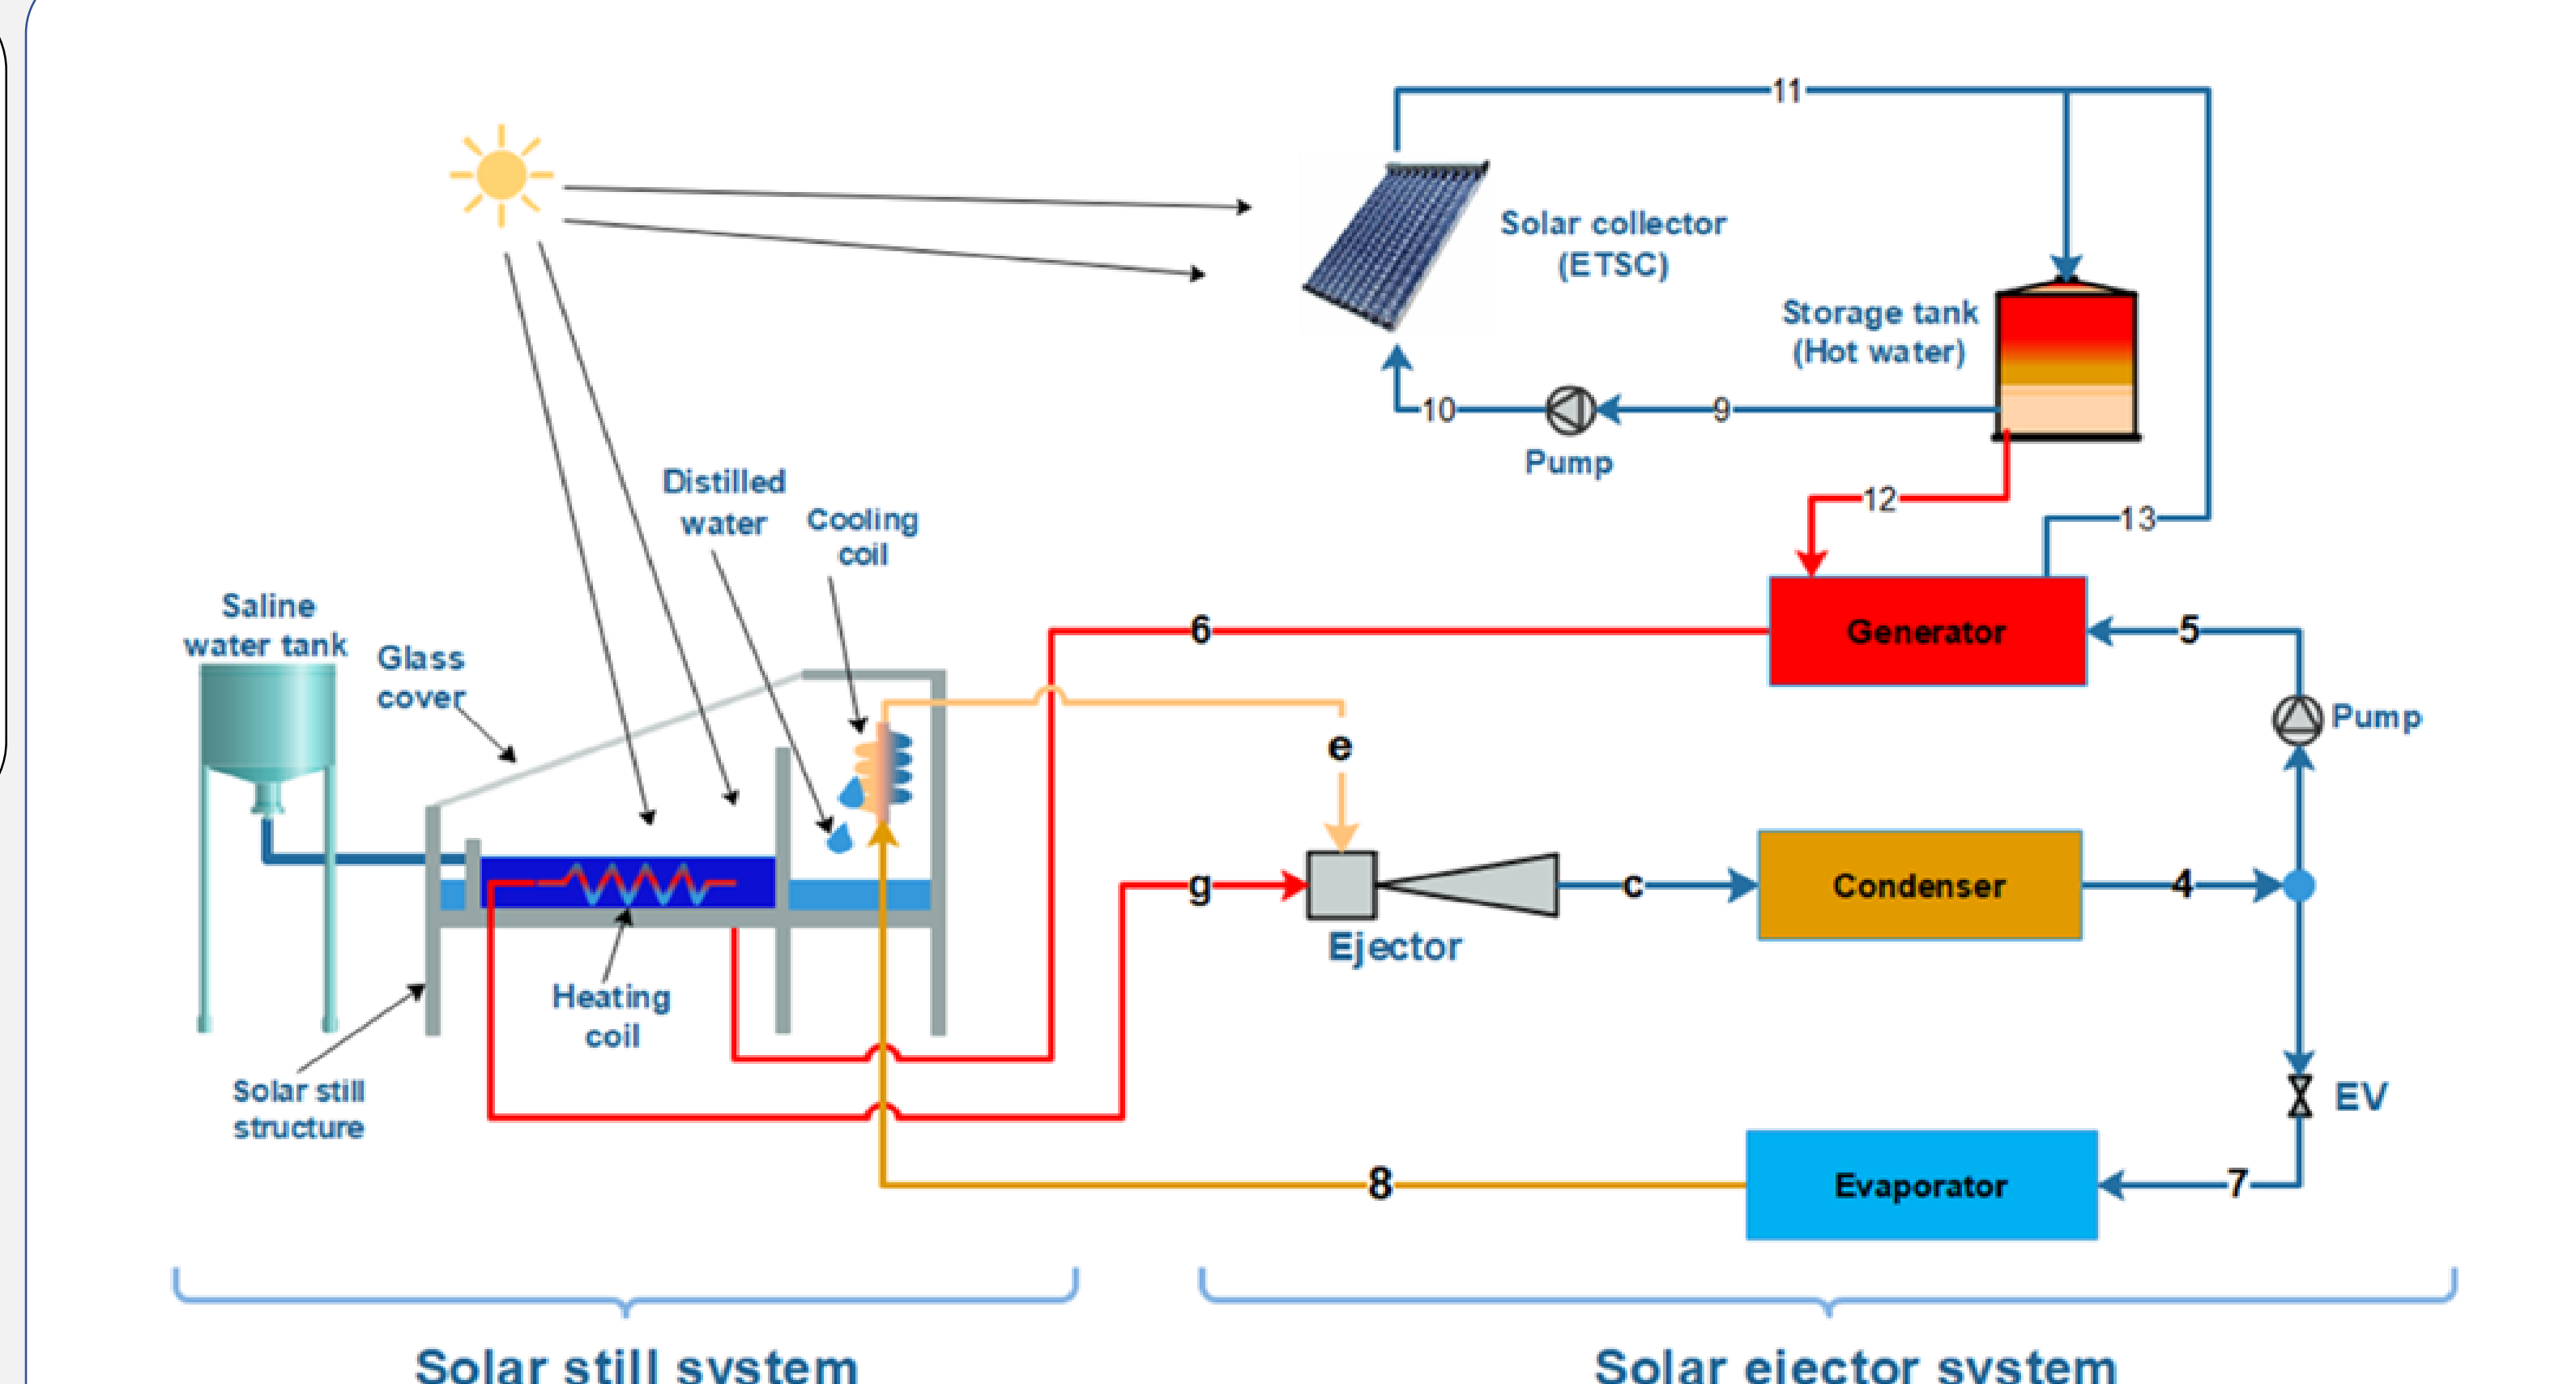 11
Solar collector
(ETSC)
Storage tank
(Hot water)
10
9
Pump
12
13
Distilled
water
Cooling
coil
Saline
water tank
Glass
cover
6
Generator
5
Pump
e
g
Ejector
c
Condenser
4
Heating
coil
Solar still
structure
EV
8
Evaporator
7
Solar still system
Solar ejector system